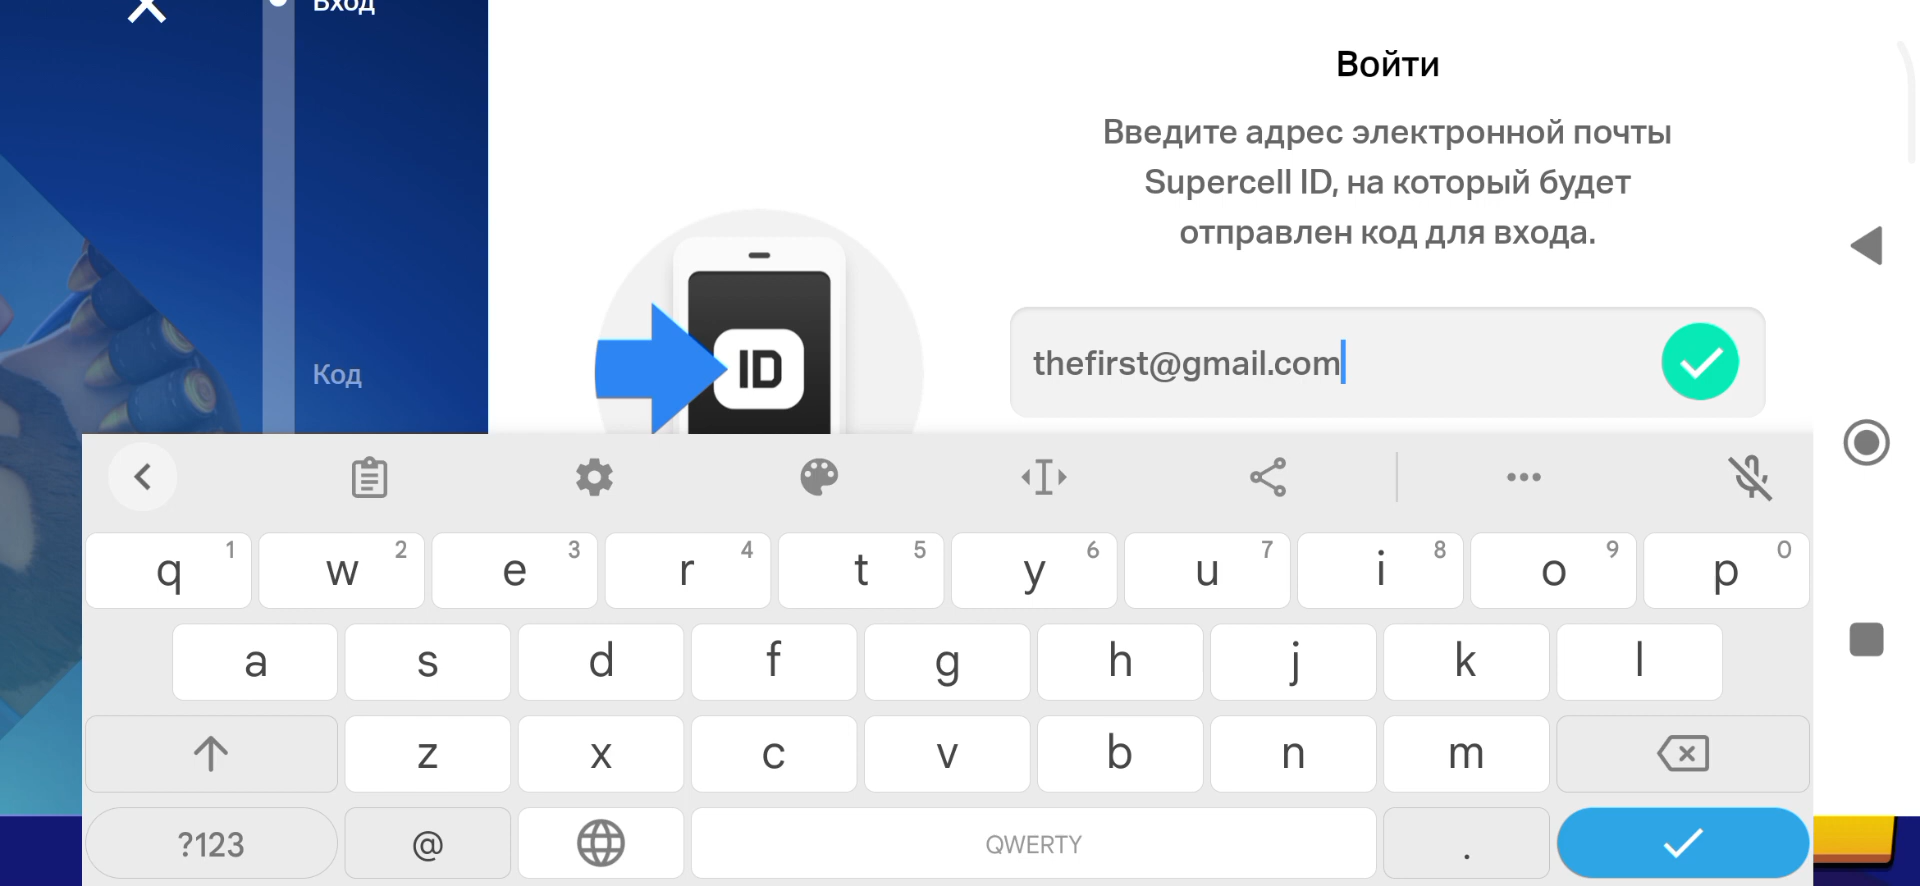 Вход
Код
Войти
Введите адрес электронной почты
Supercell ID, на который будет
отправлен код для входа.
ID
thefirst@gmail.com
q 1 w 2 e 3 r 4 t 5 y 6 u 7 i 8 o 9 p 0
a s d f g h j k l
z x c v b n m
?123 @ QWERTY .